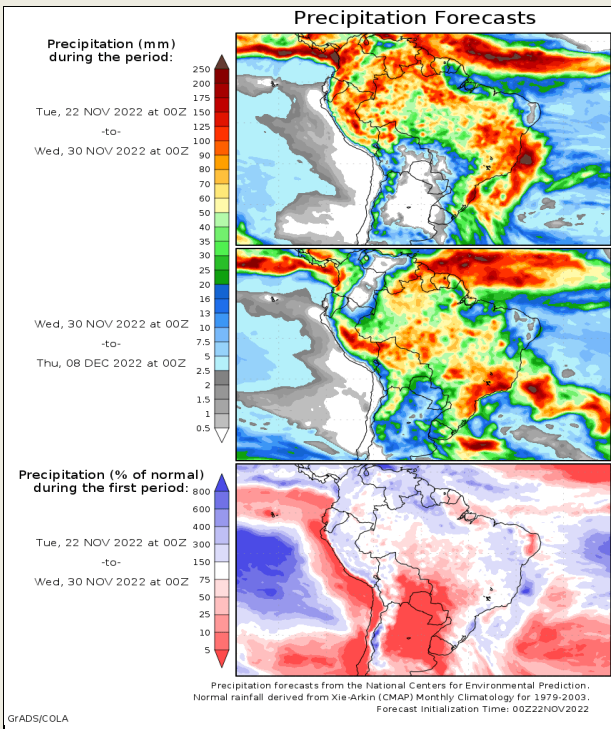 Precipitation Forecasts
Precipitation (mm)
during the period:
Tue, 22 NOV 2022 at 00Z
-to-
Wed, 30 NOV 2022 at 00Z
250
200
175
150
125
100
90
80
70
60
50
40
35
30
25
20
16
13
10
7.5
5
2.5
2
1.5
1
0.5
Wed, 30 NOV 2022 at 00Z
-to-
Thu, 08 DEC 2022 at 00Z
Precipitation (% of normal)
during the first period:
Tue, 22 NOV 2022 at 00Z
-to-
Wed, 30 NOV 2022 at 00Z
800
600
400
300
150
75
50
25
10
5
Precipitation forecasts from the National Centers for Environmental Prediction.
Normal rainfall derived from Xie-Arkin (CMAP) Monthly Climatology for 1979-2003.
Forecast Initialization Time: 00Z22NOV2022
GrADS/COLA